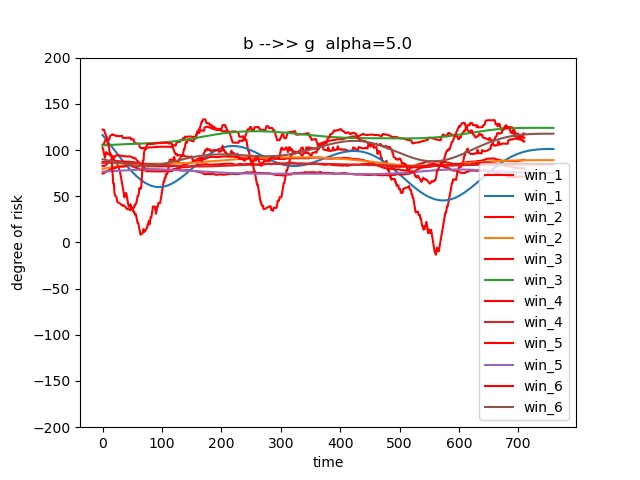 b -->> g  alpha=5.0
degree of risk
200
150
100
50
0
−50
−100
−150
−200
0 100 200 300 400 500 600 700
time
win_1
win_1
win_2
win_2
win_3
win_3
win_4
win_4
win_5
win_5
win_6
win_6